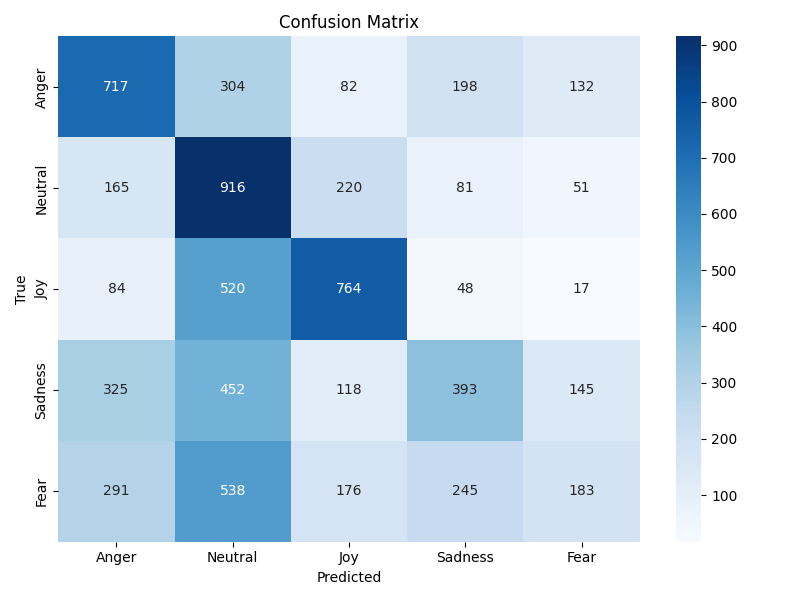 Confusion Matrix
Anger 717 304 82 198 132
Neutral 165 916 220 81 51
Joy 84 520 764 48 17
Sadness 325 452 118 393 145
Fear 291 538 176 245 183
True
Anger Neutral Joy Sadness Fear
Predicted
900
800
700
600
500
400
300
200
100